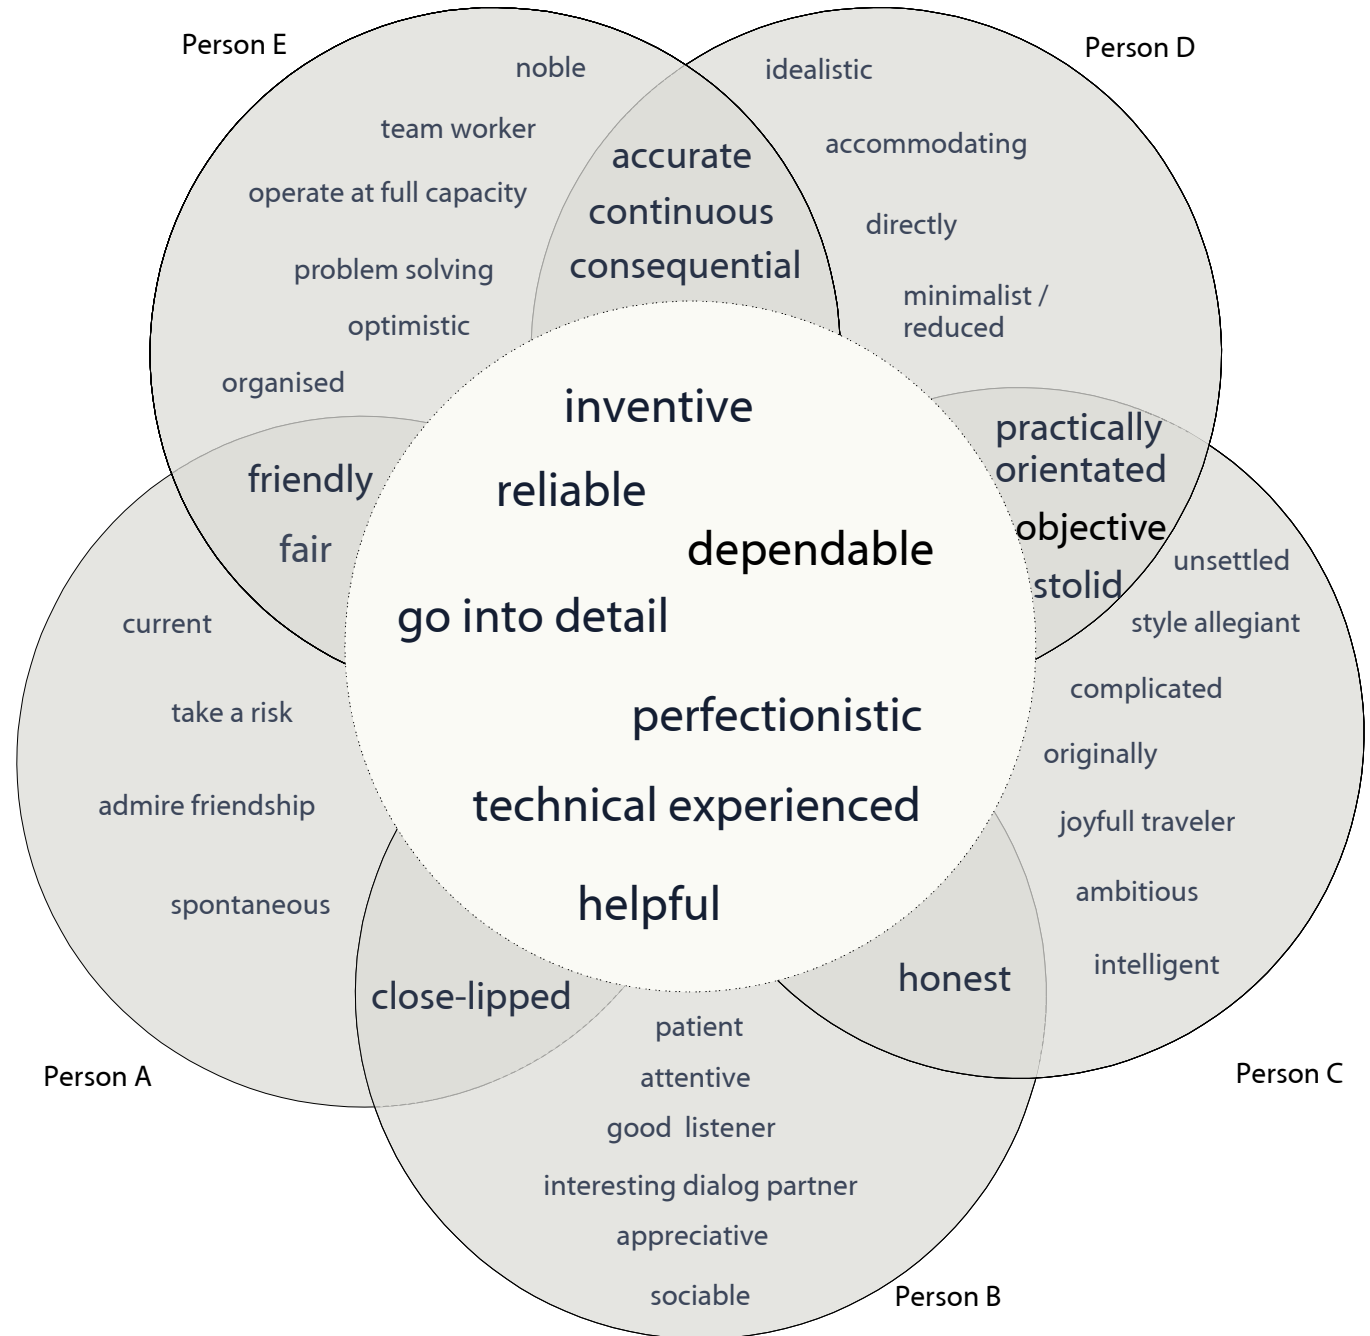 Person E
Person D
noble
idealistic
team worker
accommodating
accurate
operate at full capacity
continuous
directly
problem solving
consequential
minimalist /
reduced
optimistic
organised
inventive
practically
orientated
friendly
reliable
objective
fair
dependable
unsettled
stolid
current
go into detail
style allegiant
complicated
take a risk
perfectionistic
originally
admire friendship
technical experienced
joyfull traveler
spontaneous
helpful
ambitious
intelligent
close-lipped
honest
patient
Person A
attentive
Person C
good listener
interesting dialog partner
appreciative
sociable
Person B